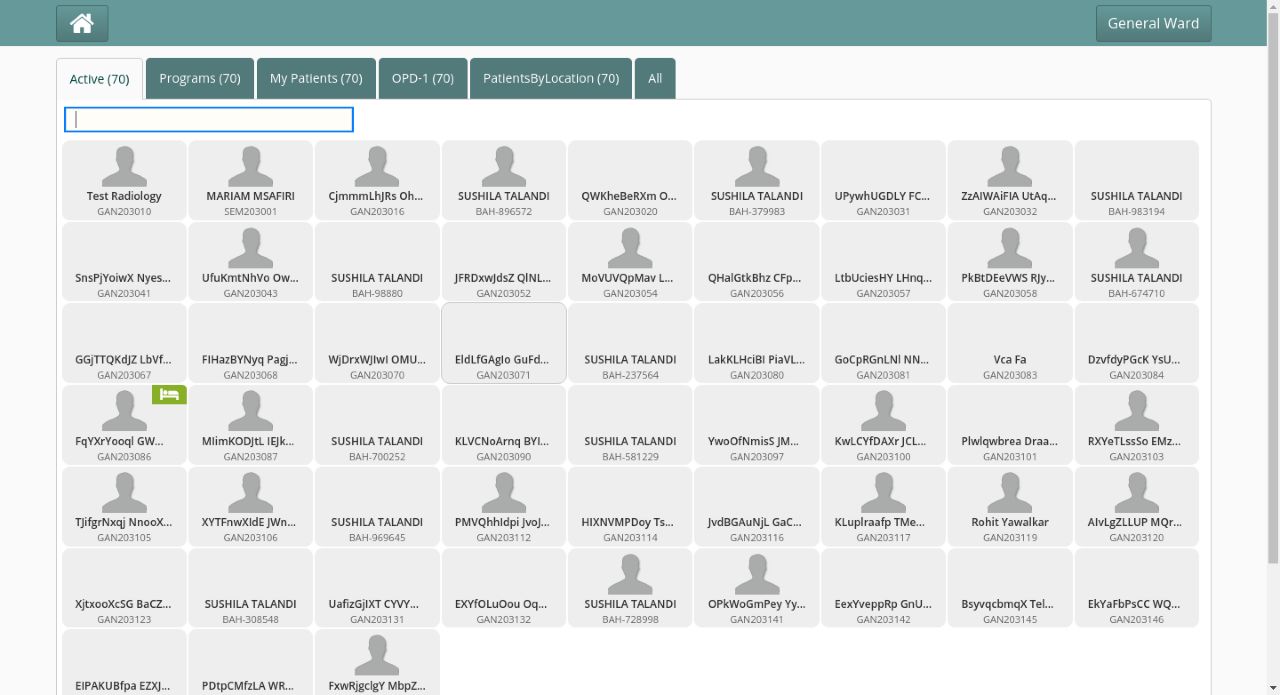 General Ward
Active (70)
Programs (70)
My Patients (70)
OPD-1 (70)
PatientsByLocation (70)
All
Test Radiology
GAN203010
MARIAM MSAFIRI
SEM203001
CjmmmLhJRs Oh...
GAN203016
SUSHILA TALANDI
BAH-896572
QWKheBeRXm O...
GAN203020
SUSHILA TALANDI
BAH-379983
UPywhUGDLY FC...
GAN203031
ZzAIWAiFIA UtAq...
GAN203032
SUSHILA TALANDI
BAH-983194
SnsPjYoiwX Nyes...
GAN203041
UfuKmtNhVo Ow...
GAN203043
SUSHILA TALANDI
BAH-98880
JFRDxwJdsZ QlNL...
GAN203052
MoVUVQpMav L...
GAN203054
QHalGtkBhz CFp...
GAN203056
LtbUciesHY LHnq...
GAN203057
PkBtDEeVWS RJy...
GAN203058
SUSHILA TALANDI
BAH-674710
GGjTTQKdJZ LbVf...
GAN203067
FIHazBYNyq Pagj...
GAN203068
WjDrxWJIwI OMU...
GAN203070
EldLfGAgIo GuFd...
GAN203071
SUSHILA TALANDI
BAH-237564
LakKLHciBI PiaVL...
GAN203080
GoCpRGnLNl NN...
GAN203081
Vca Fa
GAN203083
DzvfdyPGcK YsU...
GAN203084
FqYXrYooql GW...
GAN203086
MIimKODJtL IEJk...
GAN203087
SUSHILA TALANDI
BAH-700252
KLVCNoArnq BYI...
GAN203090
SUSHILA TALANDI
BAH-581229
YwoOfNmisS JM...
GAN203097
KwLCYfDAXr JCL...
GAN203100
Plwlqwbrea Draa...
GAN203101
RXYeTLssSo EMz...
GAN203103
TJifgrNxqj NnooX...
GAN203105
XYTFnwXIdE JWn...
GAN203106
SUSHILA TALANDI
BAH-969645
PMVQhhIdpi JvoJ...
GAN203112
HIXNVMPDoy Ts...
GAN203114
JvdBGAuNjL GaC...
GAN203116
KLuplraafp TMe...
GAN203117
Rohit Yawalkar
GAN203119
AIvLgZLLUP MQr...
GAN203120
XjtxooXcSG BaCZ...
GAN203123
SUSHILA TALANDI
BAH-308548
UafizGjIXT CYVY...
GAN203131
EXYfOLuOou Oq...
GAN203132
SUSHILA TALANDI
BAH-728998
OPkWoGmPey Yy...
GAN203141
EexYveppRp GnU...
GAN203142
BsyvqcbmqX Tel...
GAN203145
EkYaFbPsCC WQ...
GAN203146
EIPAKUBfpa EZXJ...
PDtpCMfzLA WR...
FxwRjgclgY MbpZ...